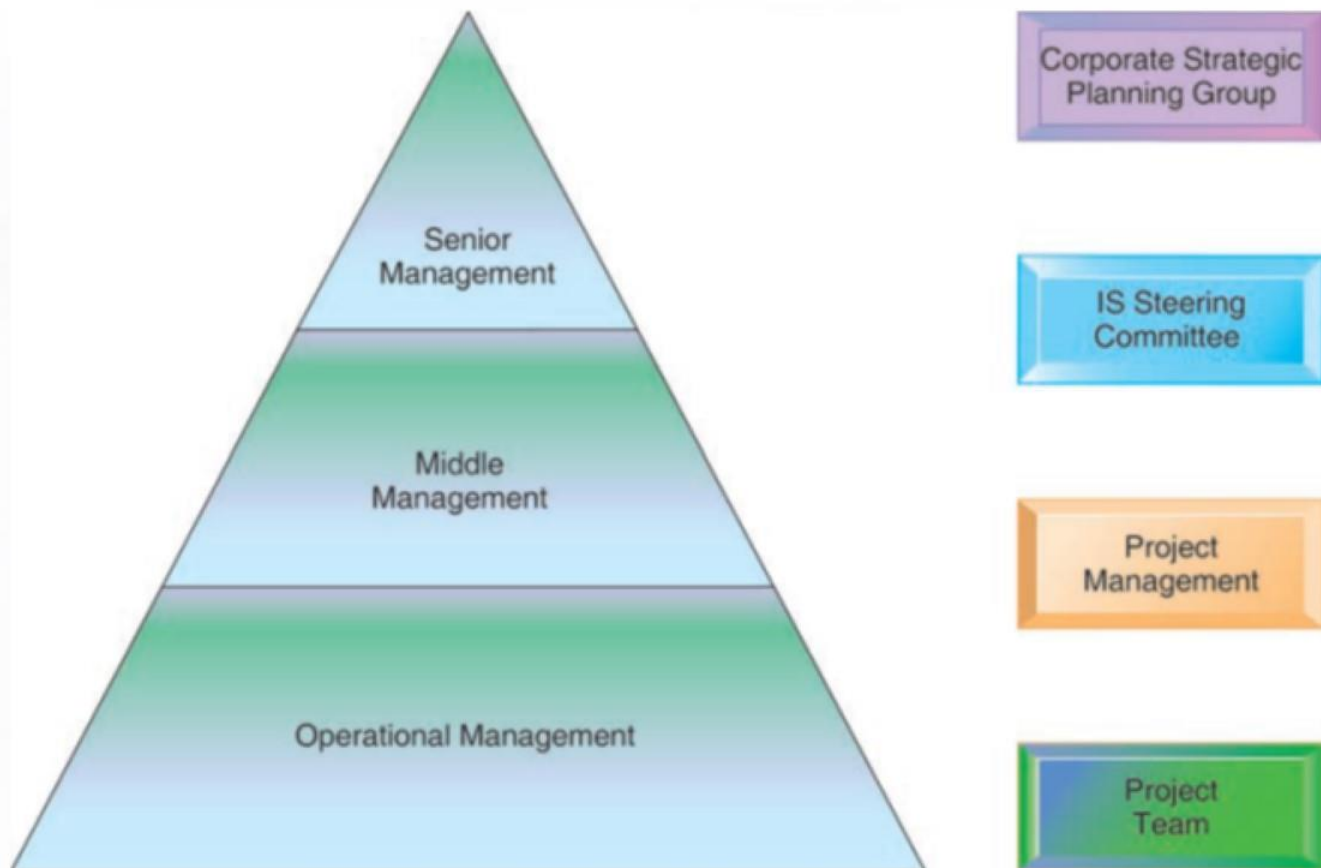 Corporate Strategic
Planning Group
Senior
Management
IS Steering
Committee
Middle
Management
Project
Management
Operational Management
Project
Team